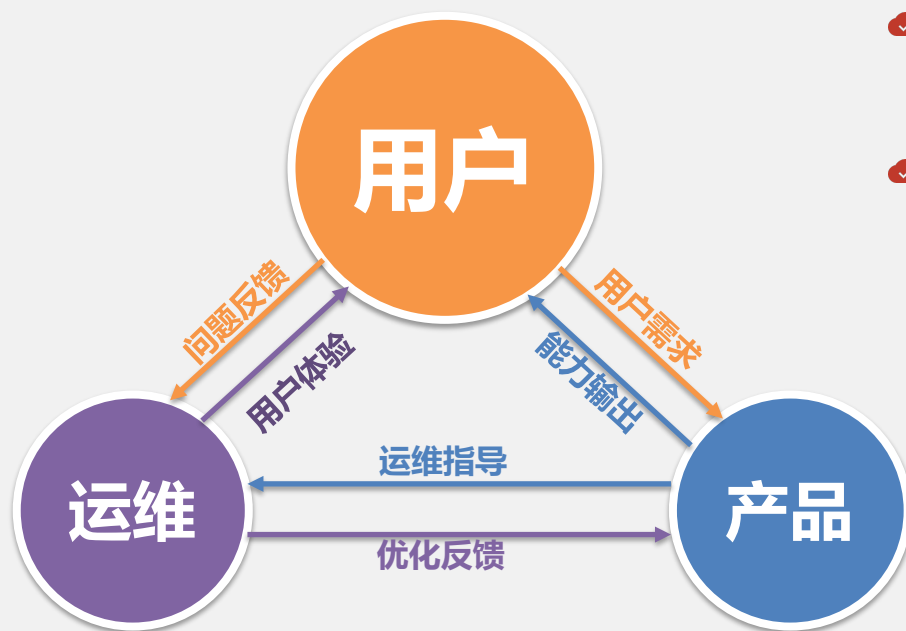 用户
问题反馈
用户体验
用户需求
能力输出
运维指导
运维
产品
优化反馈